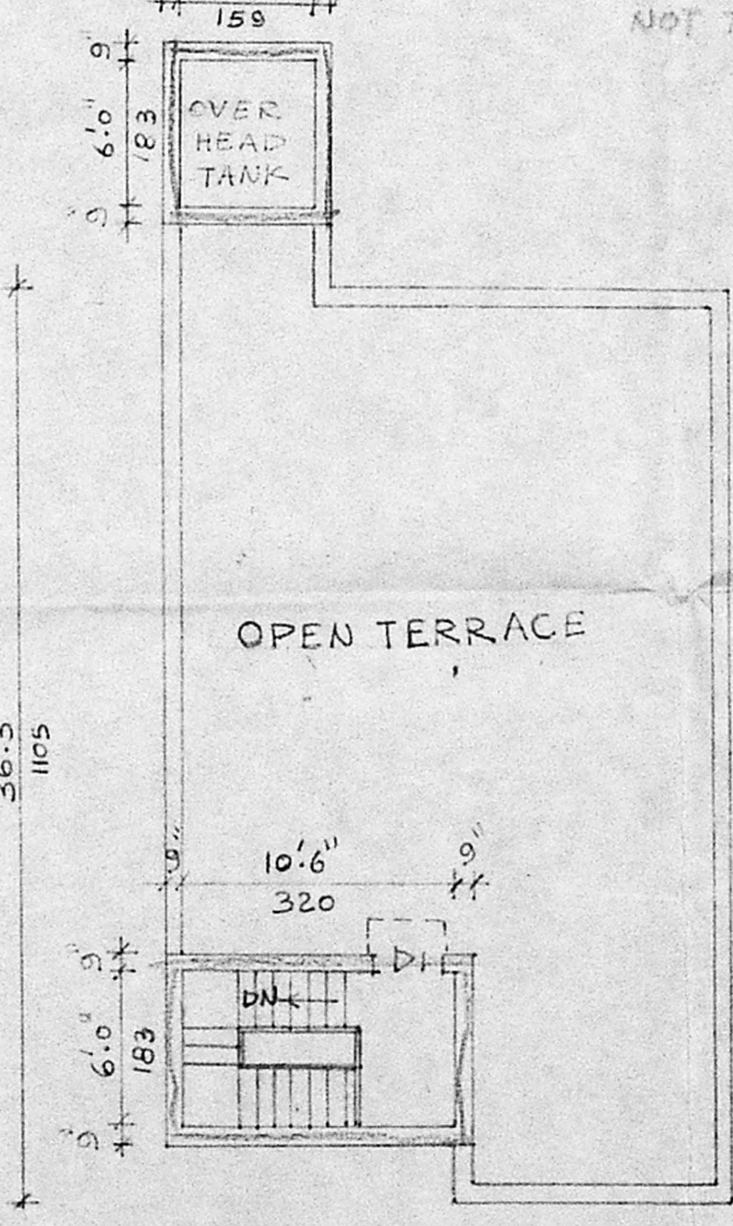 159
NOT
9"
6'.0"
183
9"
OVER
HEAD
TANK
OPEN TERRACE
1105
9"
10'.6"
9"
320
9"
6'.0"
183
9"
DN
D1